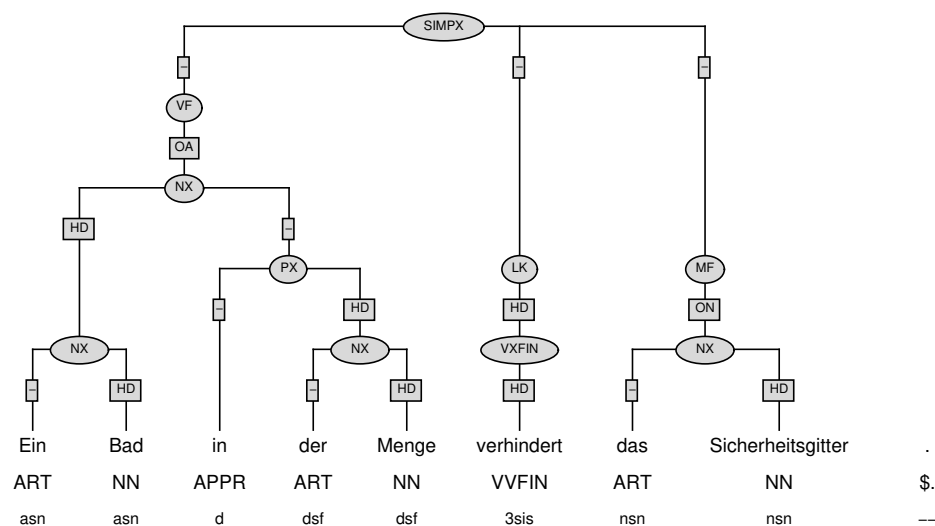 SIMPX
– – –
VF
OA
NX
HD –
PX LK MF
– HD HD ON
NX NX VXFIN NX
– HD – HD HD – HD
Ein Bad in der Menge verhindert das Sicherheitsgitter .
ART NN APPR ART NN VVFIN ART NN $.
asn asn d dsf dsf 3sis nsn nsn --